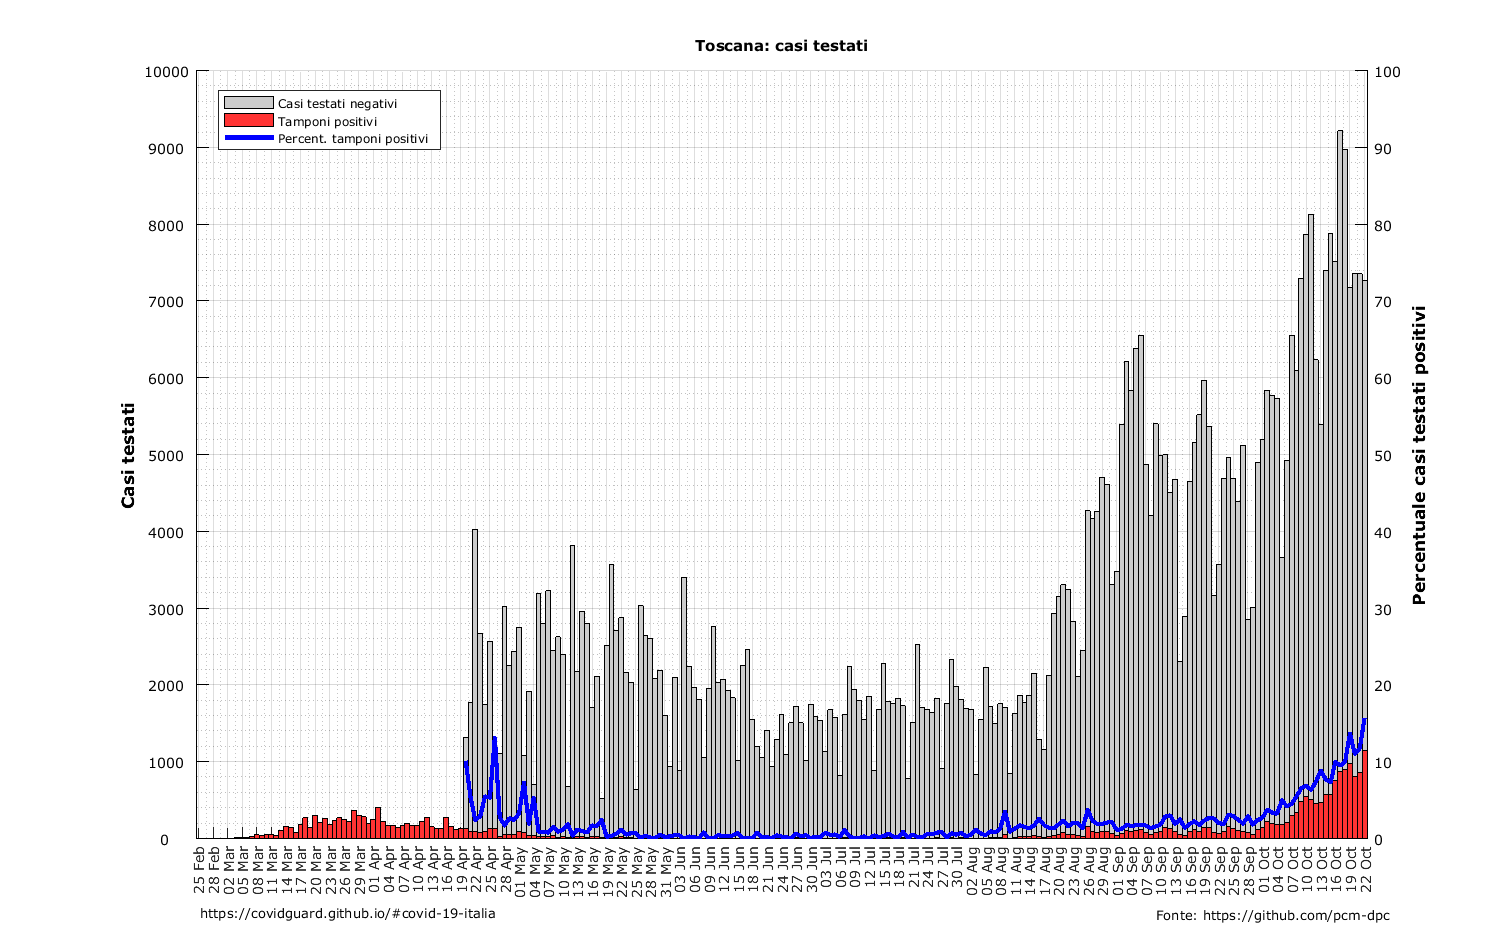 Toscana: casi testati
10000
9000
8000
7000
6000
5000
4000
3000
2000
1000
0
Casi testati
Casi testati negativi
Tamponi positivi
Percent. tamponi positivi
100
90
80
70
60
50
40
30
20
10
0
Percentuale casi testati positivi
25 Feb
28 Feb
02 Mar
05 Mar
08 Mar
11 Mar
14 Mar
17 Mar
20 Mar
23 Mar
26 Mar
29 Mar
01 Apr
04 Apr
07 Apr
10 Apr
13 Apr
16 Apr
19 Apr
22 Apr
25 Apr
28 Apr
01 May
04 May
07 May
10 May
13 May
16 May
19 May
22 May
25 May
28 May
31 May
03 Jun
06 Jun
09 Jun
12 Jun
15 Jun
18 Jun
21 Jun
24 Jun
27 Jun
30 Jun
03 Jul
06 Jul
09 Jul
12 Jul
15 Jul
18 Jul
21 Jul
24 Jul
27 Jul
30 Jul
02 Aug
05 Aug
08 Aug
11 Aug
14 Aug
17 Aug
20 Aug
23 Aug
26 Aug
29 Aug
01 Sep
04 Sep
07 Sep
10 Sep
13 Sep
16 Sep
19 Sep
22 Sep
25 Sep
28 Sep
01 Oct
04 Oct
07 Oct
10 Oct
13 Oct
16 Oct
19 Oct
22 Oct
https://covidguard.github.io/#covid-19-italia
Fonte: https://github.com/pcm-dpc